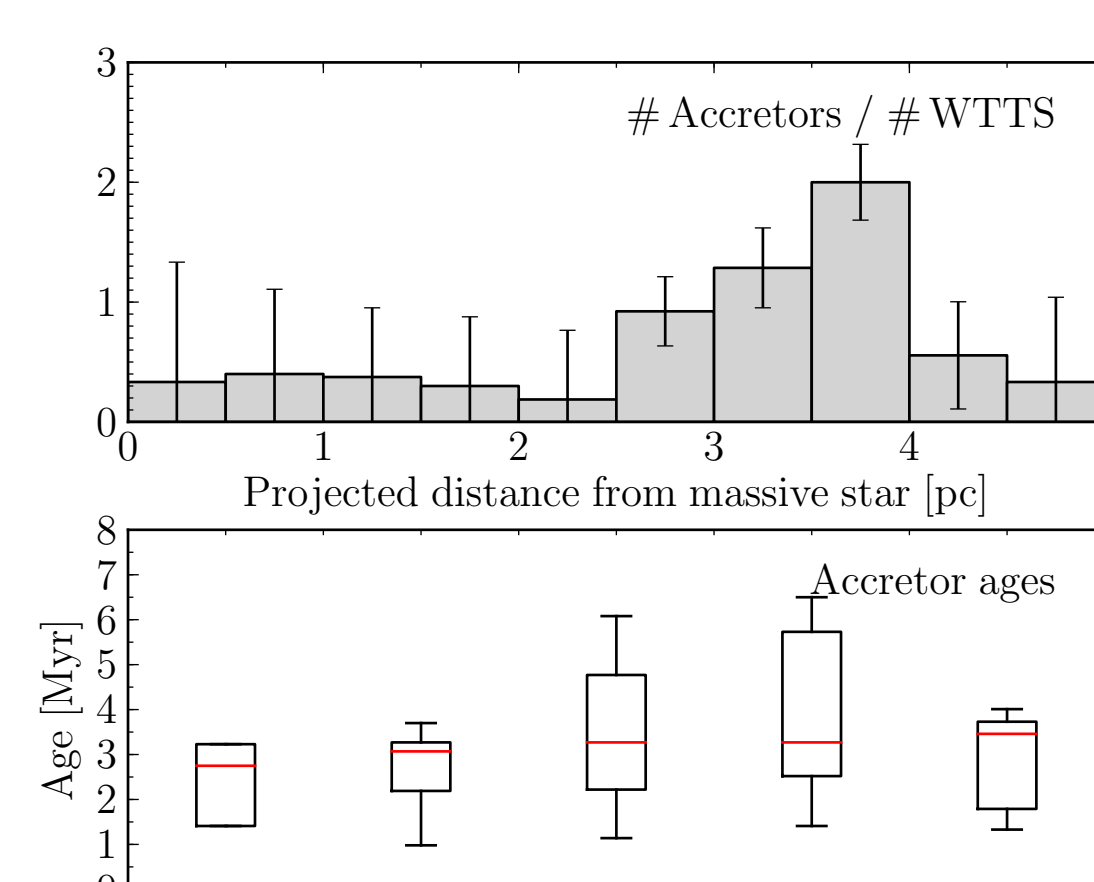 3
# Accretors / # WTTS
2
1
0
0 1 2 3 4
Projected distance from massive star [pc]
8
Accretor ages
7
6
5
4
3
2
1
0
Age [Myr]